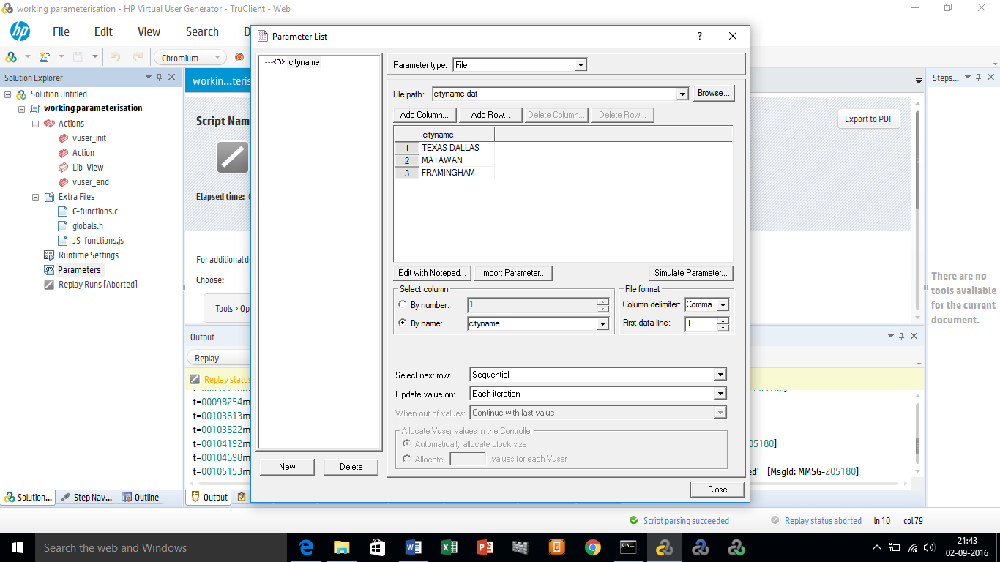 working parameterisation - HP Virtual User Generator - TruClient - Web
hp
File Edit View Search D
Chromium
Parameter List
?
Solution Explorer
Solution Untitled
working parameterisation
Actions
vuser_init
Action
Lib-View
vuser_end
Extra Files
C-functions.c
globals.h
JS-functions.js
Runtime Settings
Parameters
Replay Runs [Aborted]
Solution... Step Nav... Outline
workin...teris
Script Nam
Elapsed time:
For additional de
Choose:
Tools > Opt
Export to PDF
cityname
New Delete
Parameter type: File
File path: cityname.dat Browse...
Add Column... Add Row... Delete Column... Delete Row...
cityname
1 TEXAS DALLAS
2 MATAWAN
3 FRAMINGHAM
Edit with Notepad... Import Parameter... Simulate Parameter...
Select column
By number: 1
By name: cityname
File format
Column delimiter: Comma
First data line: 1
Select next row: Sequential
Update value on: Each iteration
When out of values: Continue with last value
Allocate Vuser values in the Controller
Automatically allocate block size
Allocate values for each Vuser
Close
Steps...
There are no
tools available
for the current
document.
Output
Replay
Replay status
t=00098254m
t=00103813m
t=00103822m
t=00104192m 05180]
t=00104698m
t=00105153m ed' [MsgId: MMSG-205180]
Output
Script parsing succeeded Replay status aborted ln 10 col 79
Search the web and Windows
21:43
02-09-2016